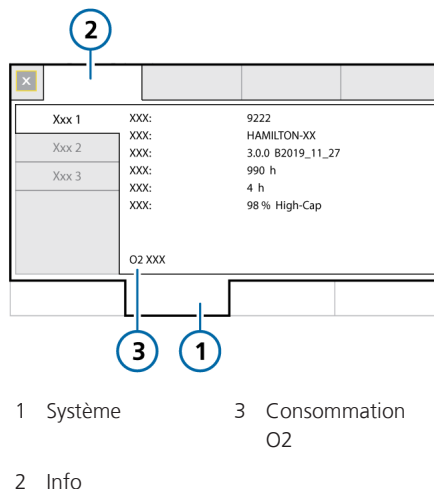 2
×
Xxx 1
Xxx 2
Xxx 3
XXX: 9222
XXX: HAMILTON-XX
XXX: 3.0.0 B2019_11_27
XXX: 990 h
XXX: 4 h
XXX: 98 % High-Cap
O2 XXX
3
1
1 Système
2 Info
3 Consommation
O2